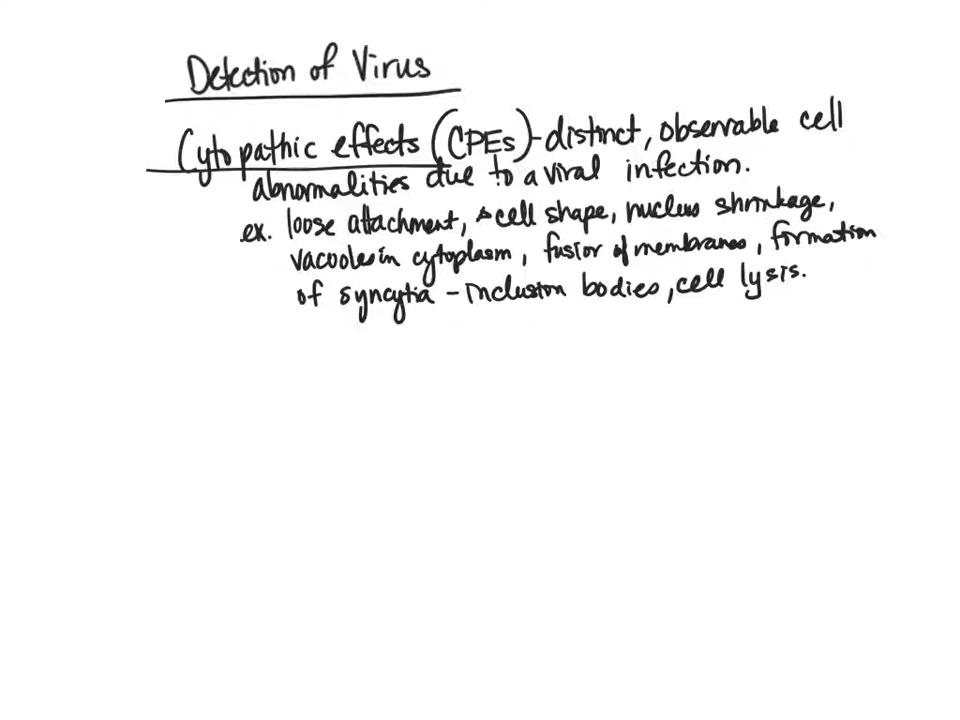 Detection of Virus
Cytopathic effects (CPEs) - distinct, observable cell
abnormalities due to a viral infection.
ex. loose attachment, Δ cell shape, nucleus shrinkage,
vacuoles in cytoplasm, fusion of membranes, formation
of syncytia - inclusion bodies, cell lysis.